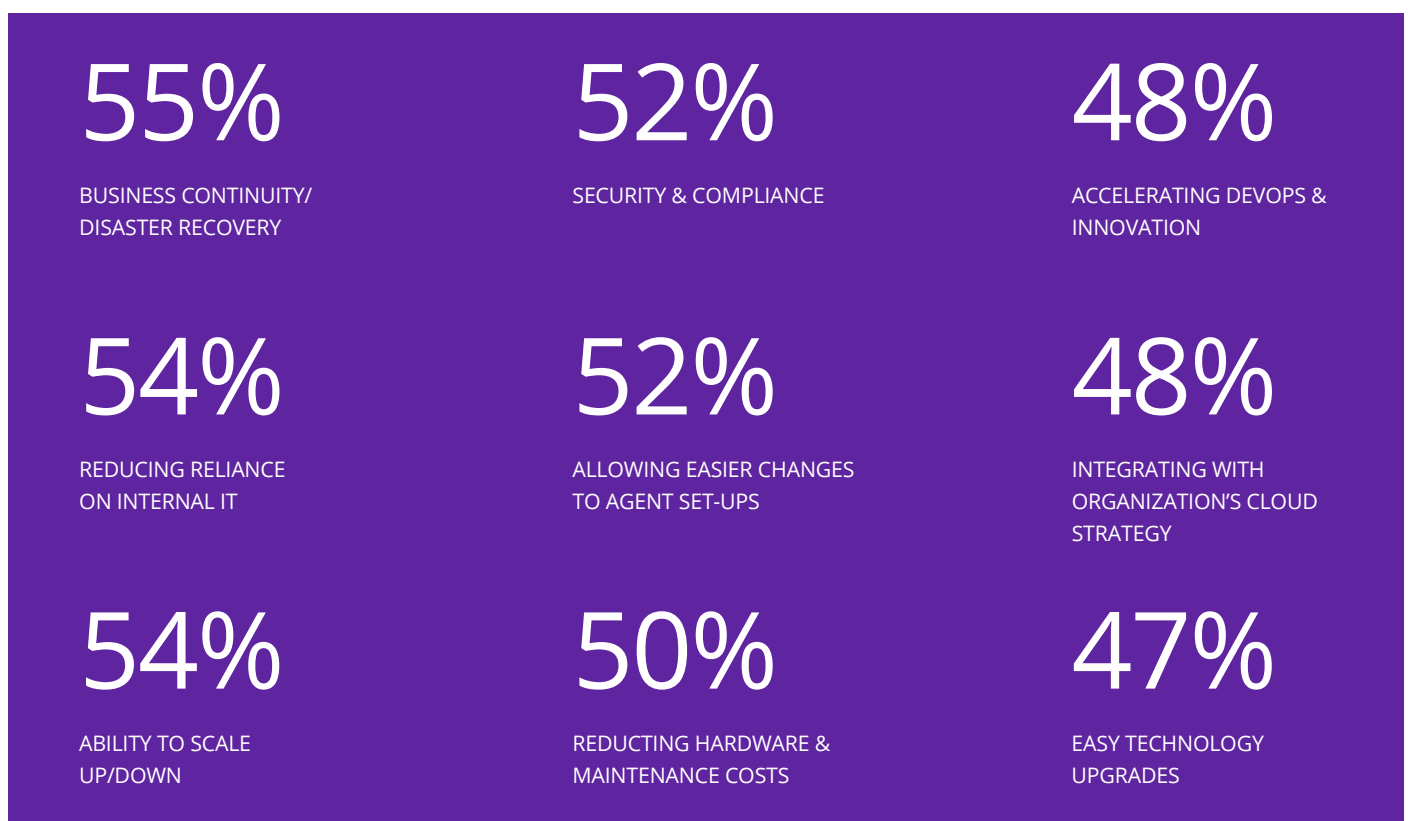 55%
BUSINESS CONTINUITY/
DISASTER RECOVERY
52%
SECURITY & COMPLIANCE
48%
ACCELERATING DEVOPS &
INNOVATION
54%
REDUCING RELIANCE
ON INTERNAL IT
52%
ALLOWING EASIER CHANGES
TO AGENT SET-UPS
48%
INTEGRATING WITH
ORGANIZATION’S CLOUD
STRATEGY
54%
ABILITY TO SCALE
UP/DOWN
50%
REDUCTING HARDWARE &
MAINTENANCE COSTS
47%
EASY TECHNOLOGY
UPGRADES